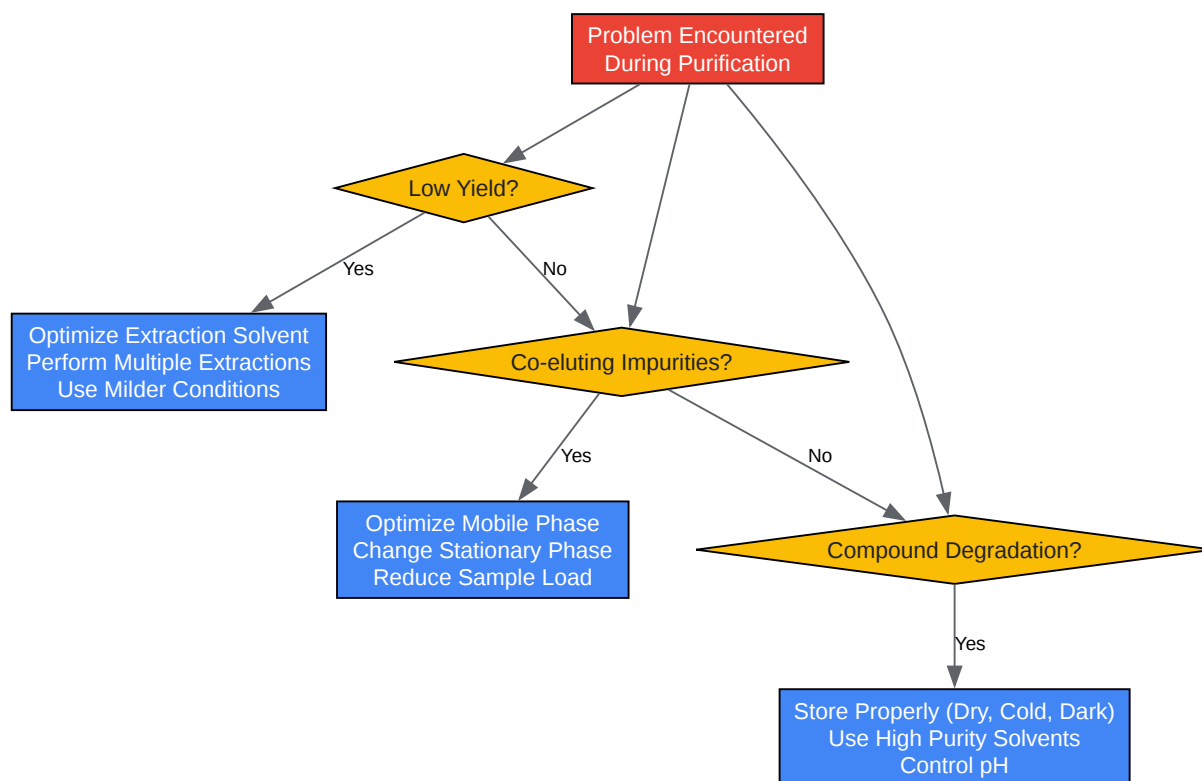 Problem Encountered
During Purification
Low Yield?
Yes
No
Optimize Extraction Solvent
Perform Multiple Extractions
Use Milder Conditions
Co-eluting Impurities?
Yes
No
Optimize Mobile Phase
Change Stationary Phase
Reduce Sample Load
Compound Degradation?
Yes
Store Properly (Dry, Cold, Dark)
Use High Purity Solvents
Control pH